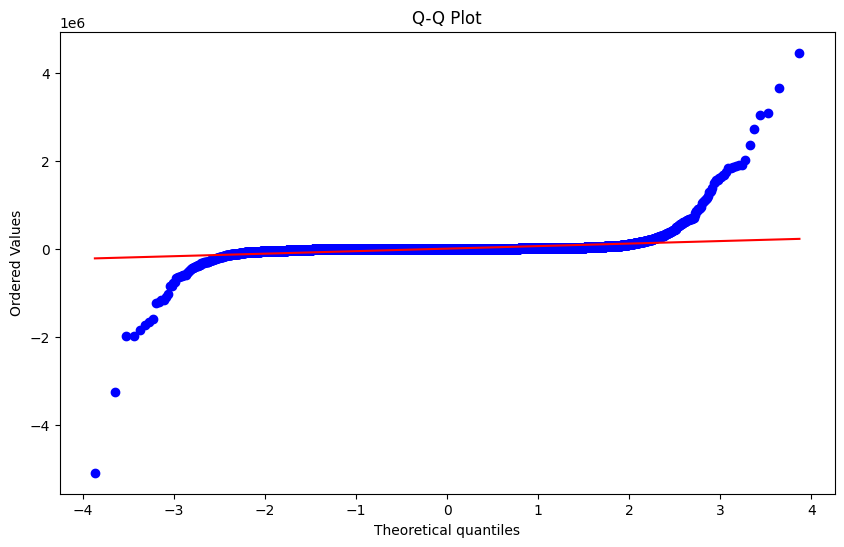 Q-Q Plot
1e6
4
2
0
−2
−4
Ordered Values
−4 −3 −2 −1 0 1 2 3 4
Theoretical quantiles